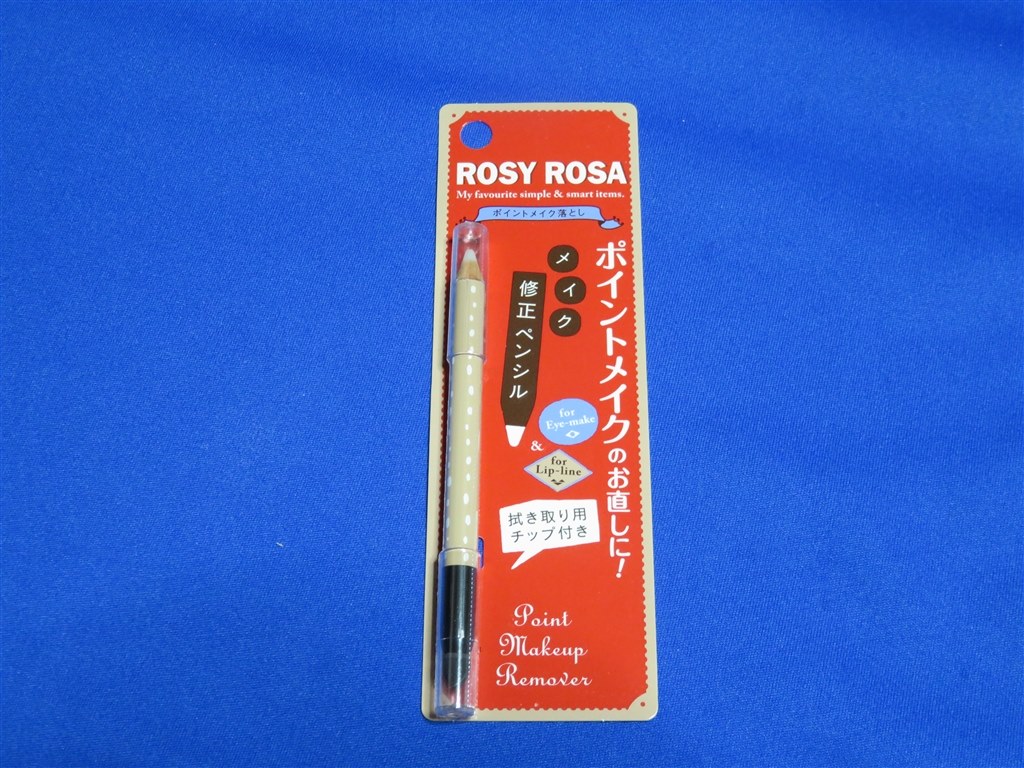 ROSY ROSA
My favourite simple & smart items.
ポイントメイク落とし
ポイントメイクのお直しに!
メイク
修正ペンシル
for
Eye-make
&
for
Lip-line
拭き取り用
チップ付き
Point
Makeup
Remover